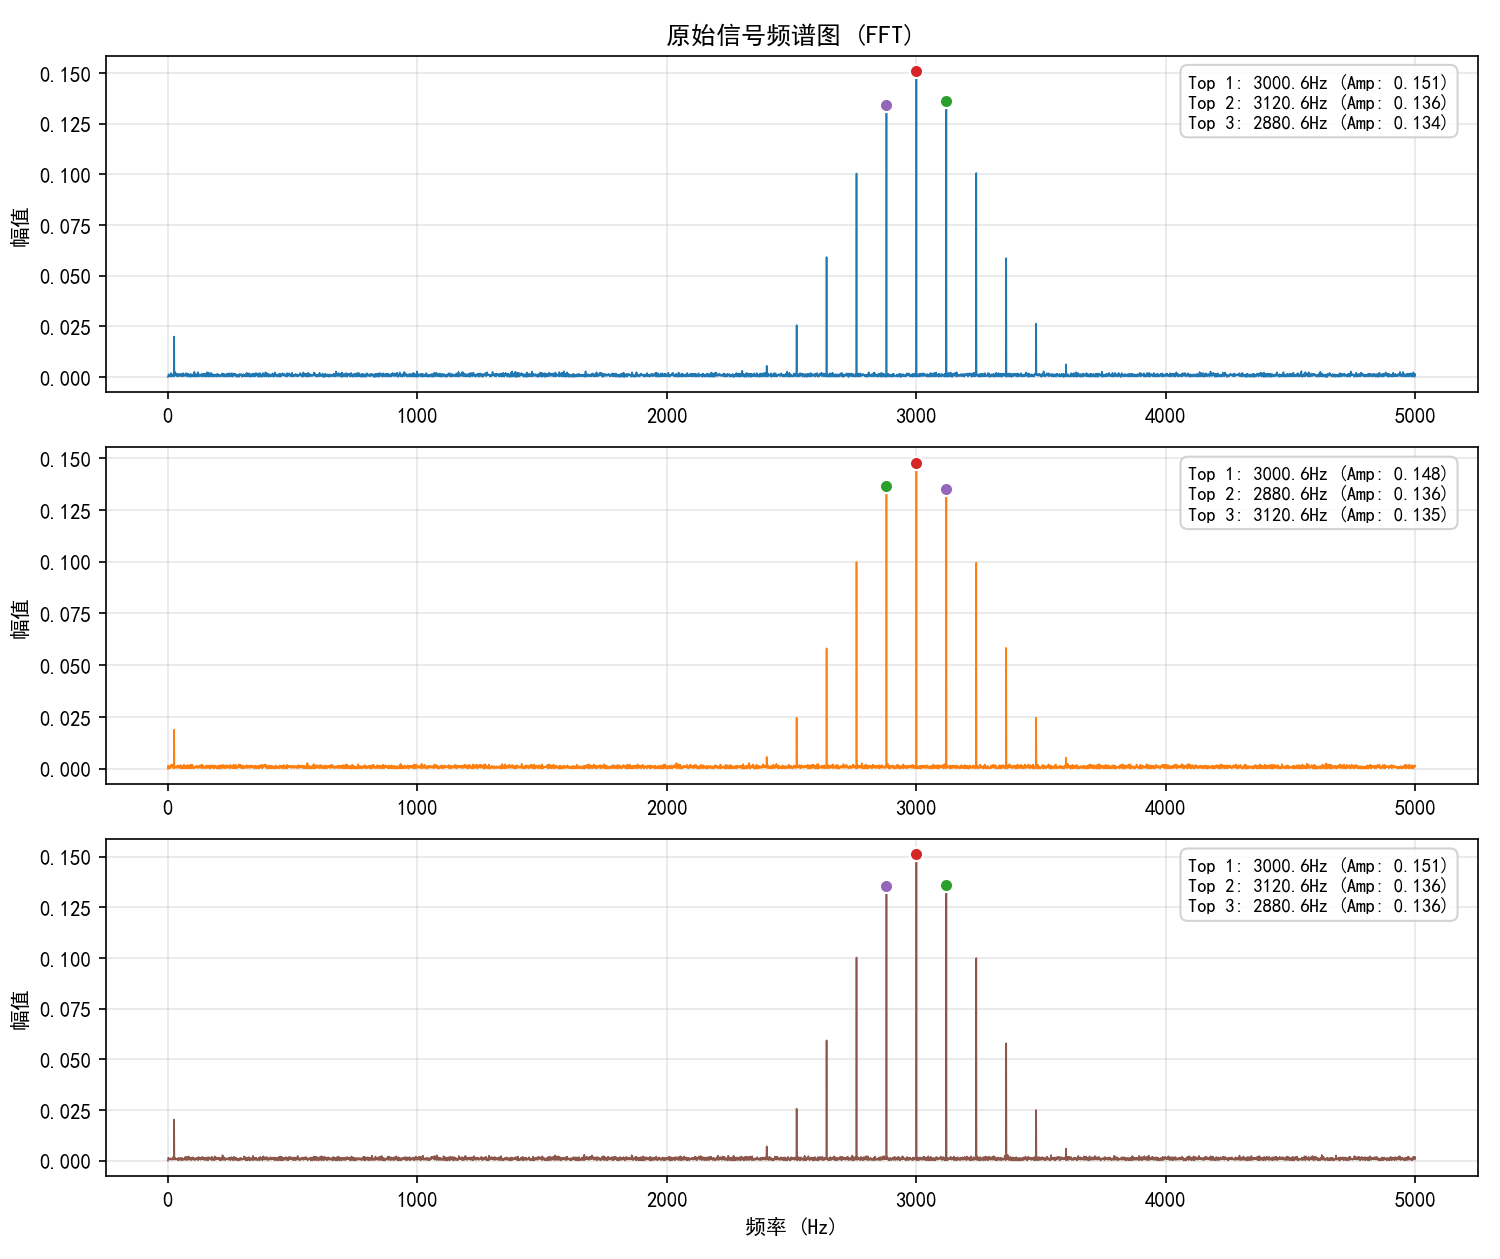 原始信号频谱图 (FFT)
0.150
0.125
0.100
0.075
0.050
0.025
0.000
幅值
Top 1: 3000.6Hz (Amp: 0.151)
Top 2: 3120.6Hz (Amp: 0.136)
Top 3: 2880.6Hz (Amp: 0.134)
0 1000 2000 3000 4000 5000
0.150
0.125
0.100
0.075
0.050
0.025
0.000
幅值
Top 1: 3000.6Hz (Amp: 0.148)
Top 2: 2880.6Hz (Amp: 0.136)
Top 3: 3120.6Hz (Amp: 0.135)
0 1000 2000 3000 4000 5000
0.150
0.125
0.100
0.075
0.050
0.025
0.000
幅值
Top 1: 3000.6Hz (Amp: 0.151)
Top 2: 3120.6Hz (Amp: 0.136)
Top 3: 2880.6Hz (Amp: 0.136)
0 1000 2000 3000 4000 5000
频率 (Hz)